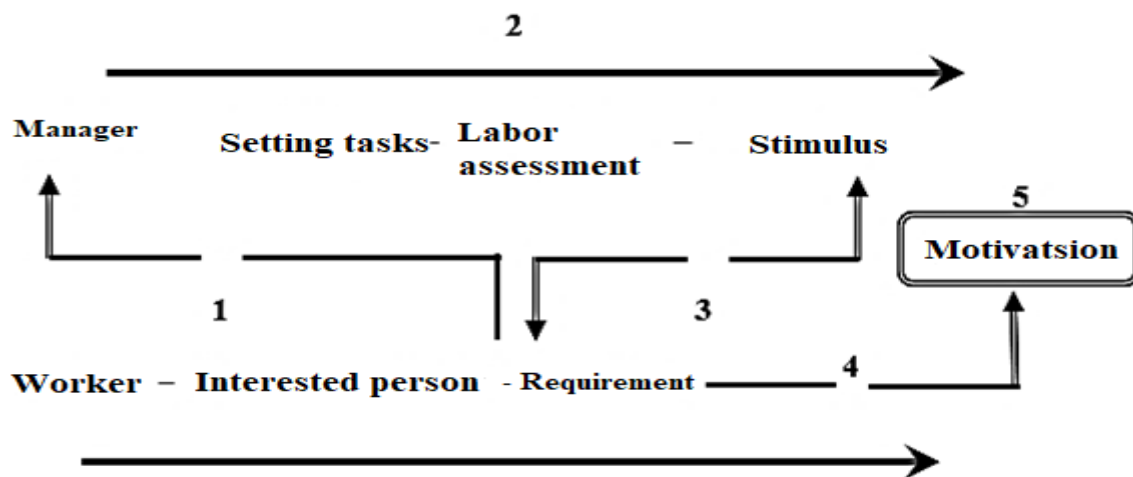 2
Manager
Setting tasks- Labor assessment – Stimulus
5
Motivatsion
1
3
4
Worker – Interested person - Requirement